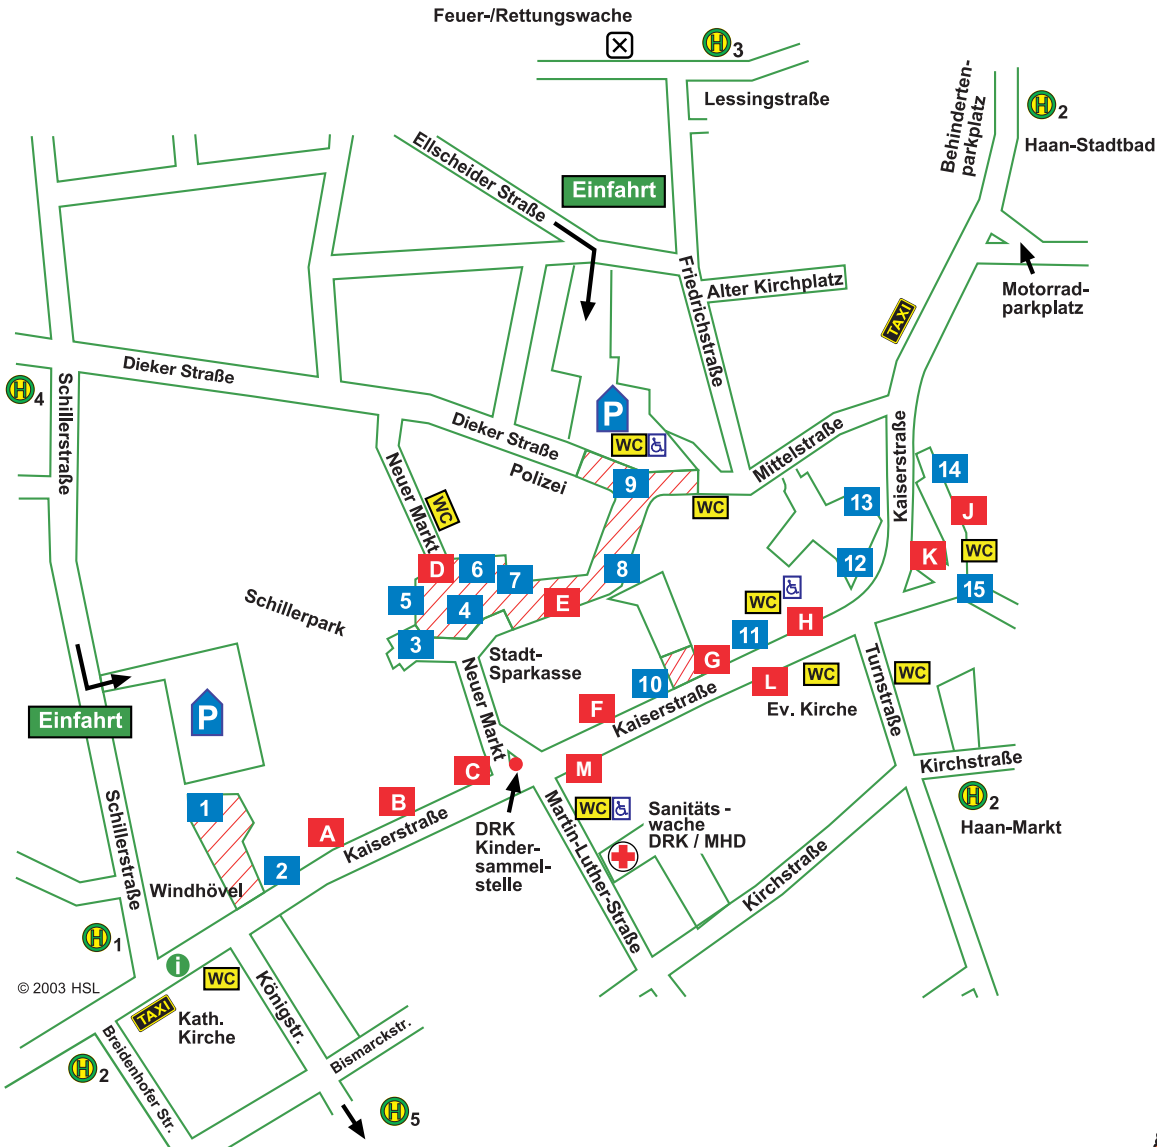 Feuer-/Rettungswache
H 3
Lessingstraße
Behinderten-
parkplatz
H 2
Haan-Stadtbad
Ellscheider Straße
Einfahrt
Friedrichstraße
Alter Kirchplatz
Motorrad-
parkplatz
TAXI
H 4
Schillerstraße
Dieker Straße
Dieker Straße
P
WC
Polizei
Mittelstraße
Kaiserstraße
Neuer Markt
WC
9
WC
13
14
J
K
WC
12
15
D
6
7
8
5
4
E
3
Schillerpark
Stadt-
Sparkasse
WC
H
11
G
10
L
WC
Ev. Kirche
Turnstraße
WC
F
Kaiserstraße
Neuer Markt
Einfahrt
P
C
M
Kirchstraße
H 2
Haan-Markt
1
B
A
Kaiserstraße
DRK
Kinder-
sammel-
stelle
WC
Sanitäts -
wache
DRK / MHD
Martin-Luther-Straße
Kirchstraße
Schillerstraße
2
Windhövel
H 1
i
WC
© 2003 HSL
TAXI
Kath.
Kirche
Königstr.
Bismarckstr.
Breidenhofer Str.
H 2
H 5